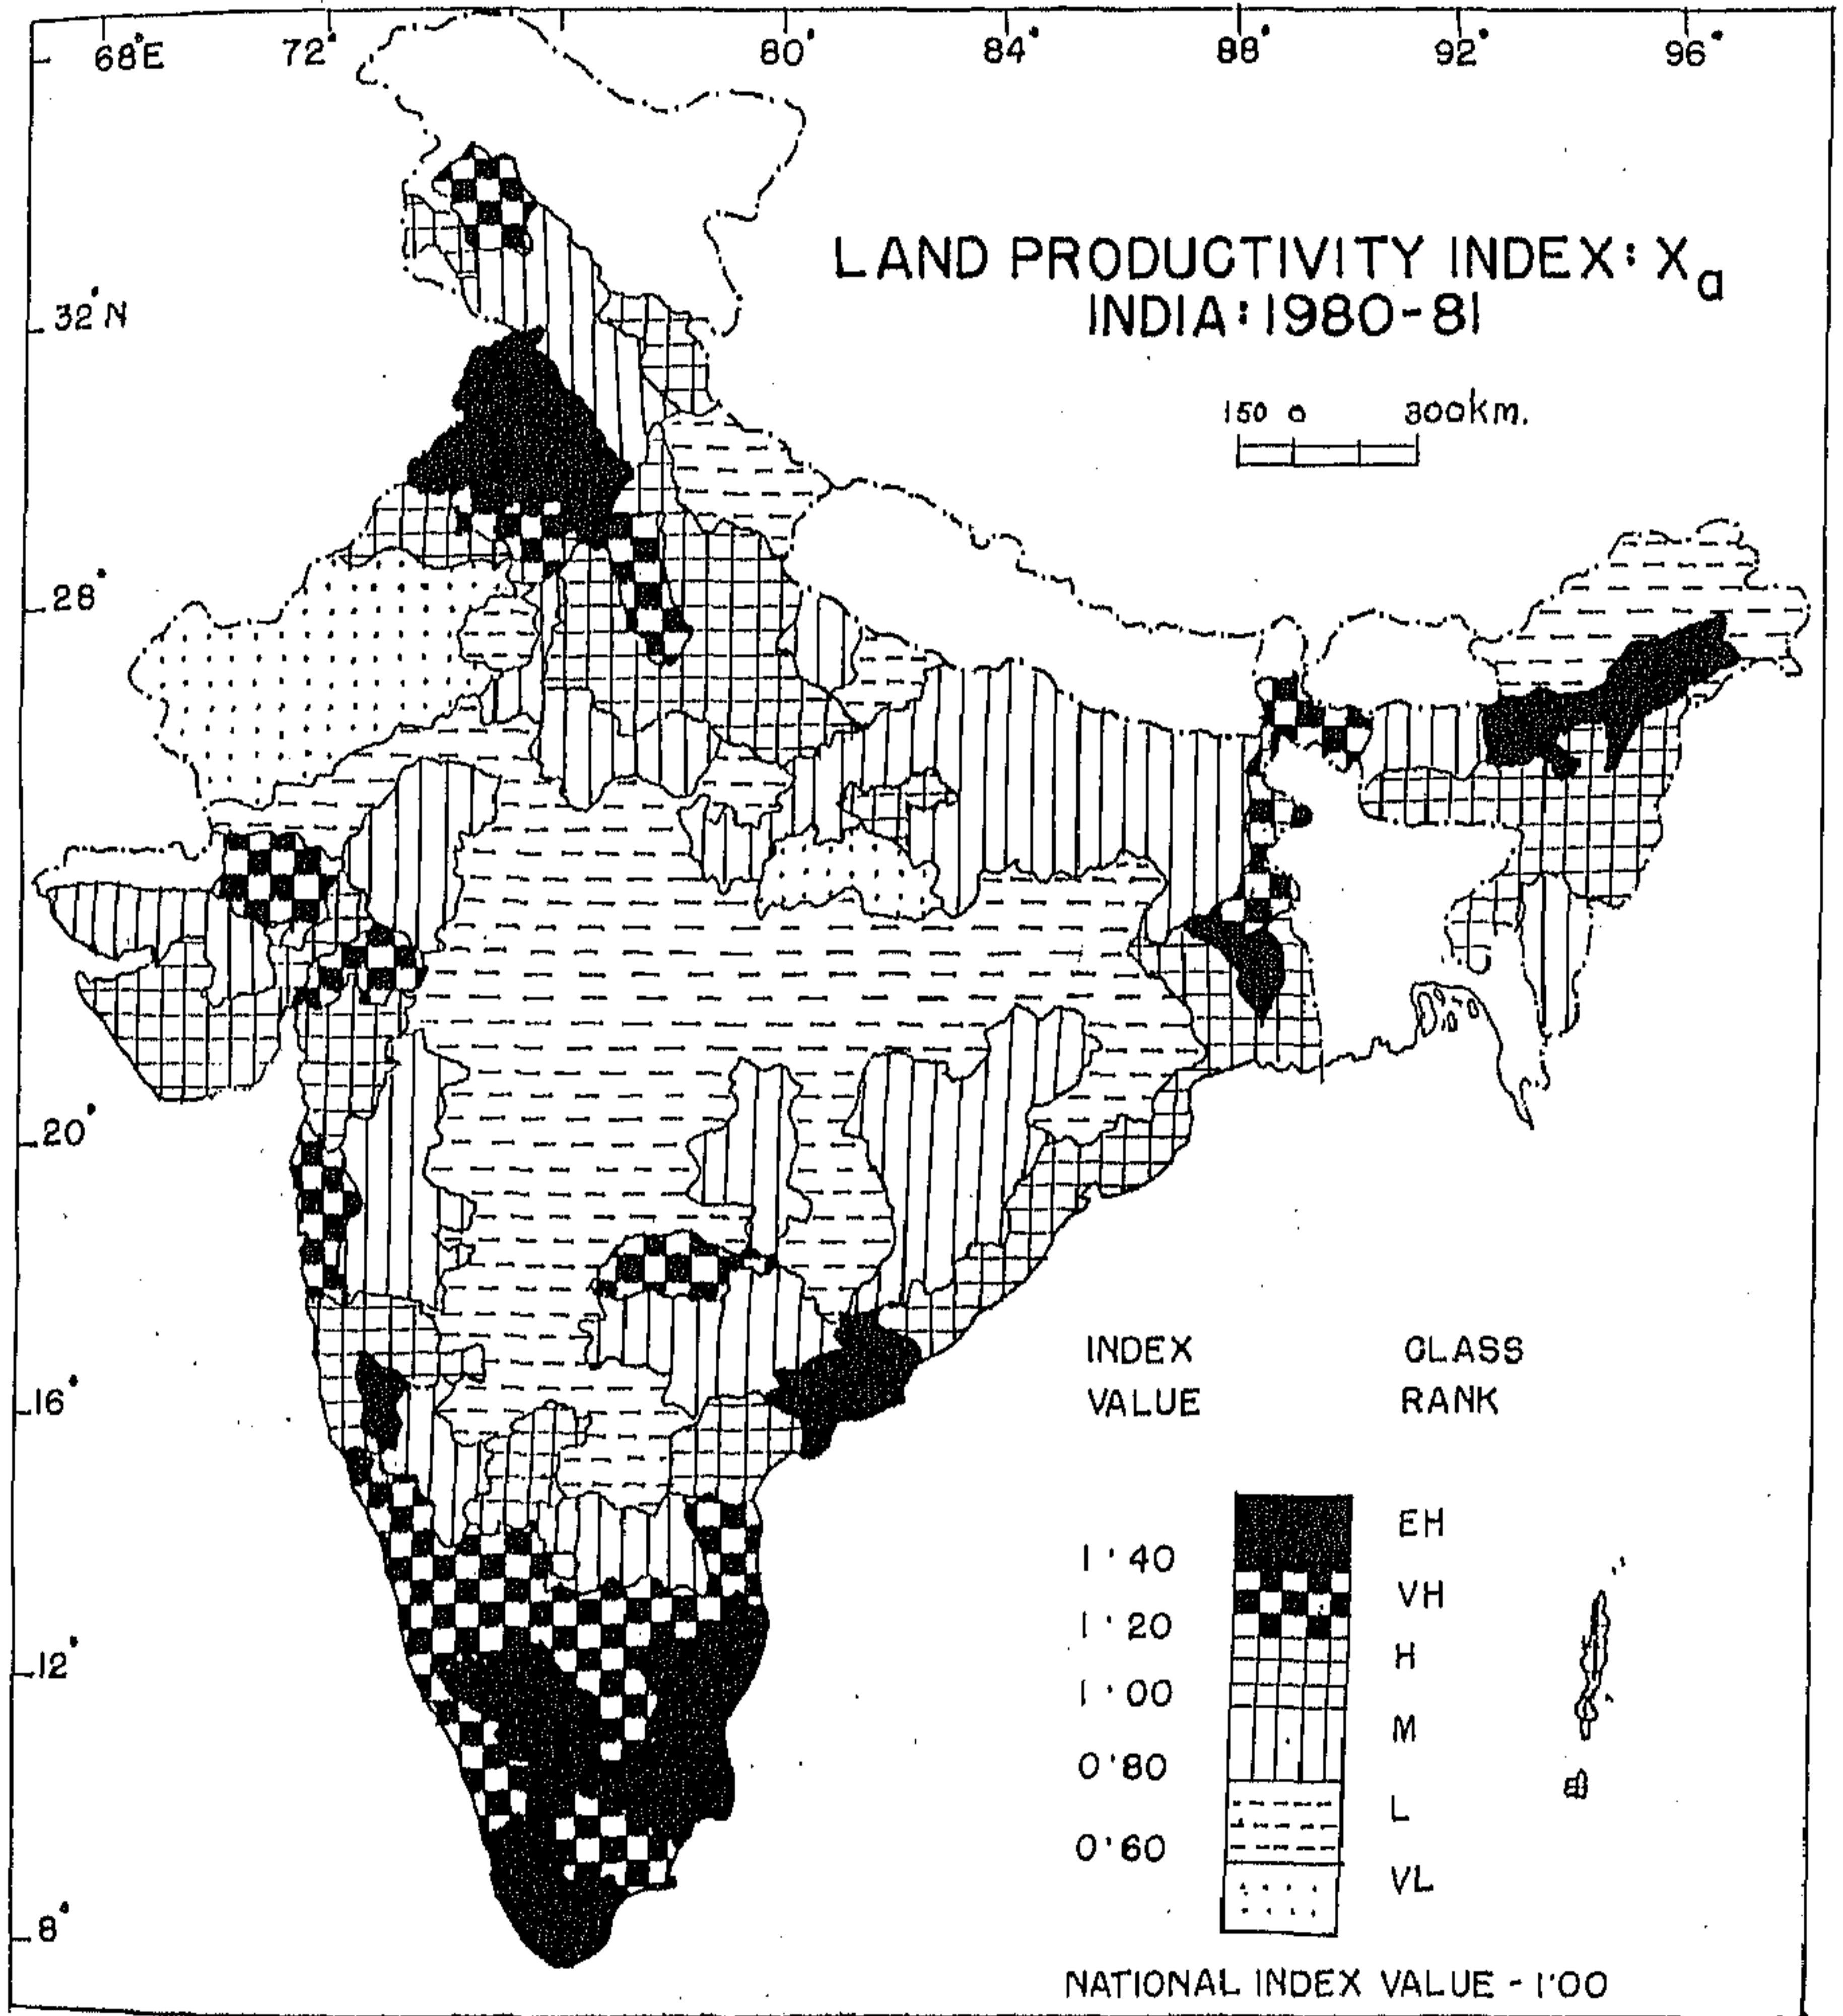 68°E 72° 80° 84° 88° 92° 96°
LAND PRODUCTIVITY INDEX: Xa
INDIA: 1980-81
32°N
150 0 300km.
28°
20°
16°
12°
8°
INDEX CLASS
VALUE RANK
EH
1·40
VH
1·20
H
1·00
M
0·80
L
0·60
VL
NATIONAL INDEX VALUE - 1·00